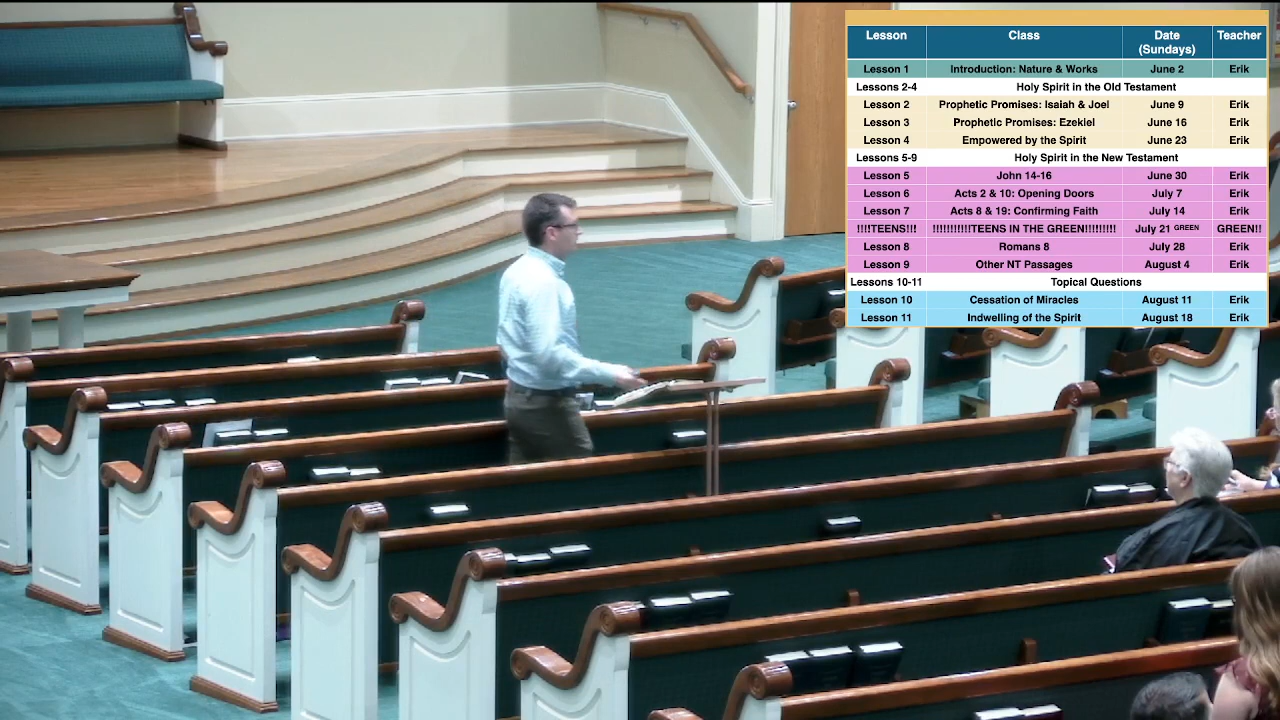 Lesson Class Date (Sundays) Teacher
Lesson 1 Introduction: Nature & Works June 2 Erik
Lessons 2-4 Holy Spirit in the Old Testament
Lesson 2 Prophetic Promises: Isaiah & Joel June 9 Erik
Lesson 3 Prophetic Promises: Ezekiel June 16 Erik
Lesson 4 Empowered by the Spirit June 23 Erik
Lessons 5-9 Holy Spirit in the New Testament
Lesson 5 John 14-16 June 30 Erik
Lesson 6 Acts 2 & 10: Opening Doors July 7 Erik
Lesson 7 Acts 8 & 19: Confirming Faith July 14 Erik
!!!!TEENS!!! !!!!!!!!!!!TEENS IN THE GREEN!!!!!!!!! July 21 GREEN GREEN!!
Lesson 8 Romans 8 July 28 Erik
Lesson 9 Other NT Passages August 4 Erik
Lessons 10-11 Topical Questions
Lesson 10 Cessation of Miracles August 11 Erik
Lesson 11 Indwelling of the Spirit August 18 Erik